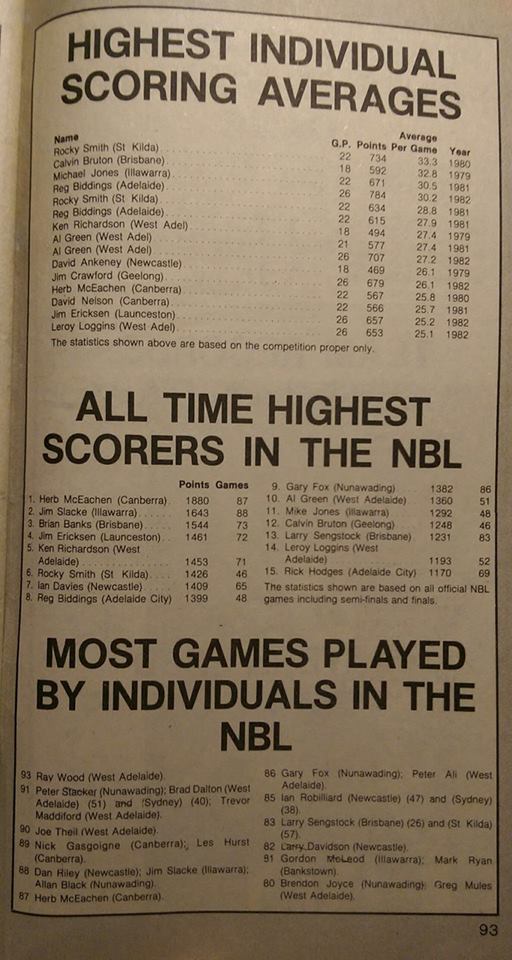 HIGHEST INDIVIDUAL
SCORING AVERAGES
Name G.P. Points Average Per Game Year
Rocky Smith (St Kilda) 22 734 33.3 1980
Calvin Bruton (Brisbane) 18 592 32.8 1979
Michael Jones (Illawarra) 22 671 30.5 1981
Reg Biddings (Adelaide) 26 784 30.2 1982
Rocky Smith (St Kilda) 22 634 28.8 1981
Reg Biddings (Adelaide) 22 615 27.9 1981
Ken Richardson (West Adel) 18 494 27.4 1979
Al Green (West Adel) 21 577 27.4 1981
Al Green (West Adel) 26 707 27.2 1982
David Ankeney (Newcastle) 18 469 26.1 1979
Jim Crawford (Geelong) 26 679 26.1 1982
Herb McEachen (Canberra) 22 567 25.8 1980
David Nelson (Canberra) 22 566 25.7 1981
Jim Ericksen (Launceston) 26 657 25.2 1982
Leroy Loggins (West Adel) 26 653 25.1 1982
The statistics shown above are based on the competition proper only.
ALL TIME HIGHEST
SCORERS IN THE NBL
Points Games
1. Herb McEachen (Canberra) 1880 87
2. Jim Slacke (Illawarra) 1643 88
3. Brian Banks (Brisbane) 1544 73
4. Jim Ericksen (Launceston) 1461 72
5. Ken Richardson (West
Adelaide) 1453 71
6. Rocky Smith (St Kilda) 1426 46
7. Ian Davies (Newcastle) 1409 65
8. Reg Biddings (Adelaide City) 1399 48
9. Gary Fox (Nunawading) 1382 86
10. Al Green (West Adelaide) 1360 51
11. Mike Jones (Illawarra) 1292 48
12. Calvin Bruton (Geelong) 1248 46
13. Larry Sengstock (Brisbane) 1231 83
14. Leroy Loggins (West
Adelaide) 1193 52
15. Rick Hodges (Adelaide City) 1170 69
The statistics shown are based on all official NBL
games including semi-finals and finals.
MOST GAMES PLAYED
BY INDIVIDUALS IN THE
NBL
93 Ray Wood (West Adelaide).
91 Peter Stacker (Nunawading); Brad Dalton (West
Adelaide) (51) and (Sydney) (40); Trevor
Maddiford (West Adelaide).
90 Joe Theil (West Adelaide).
89 Nick Gasgoigne (Canberra); Les Hurst
(Canberra).
88 Dan Riley (Newcastle); Jim Slacke (Illawarra);
Allan Black (Nunawading).
87 Herb McEachen (Canberra).
86 Gary Fox (Nunawading); Peter Ali (West
Adelaide).
85 Ian Robilliard (Newcastle) (47) and (Sydney)
(38).
83 Larry Sengstock (Brisbane) (26) and (St Kilda)
(57).
82 Larry Davidson (Newcastle).
81 Gordon McLeod (Illawarra); Mark Ryan
(Bankstown).
80 Brendon Joyce (Nunawading); Greg Mules
(West Adelaide).
93